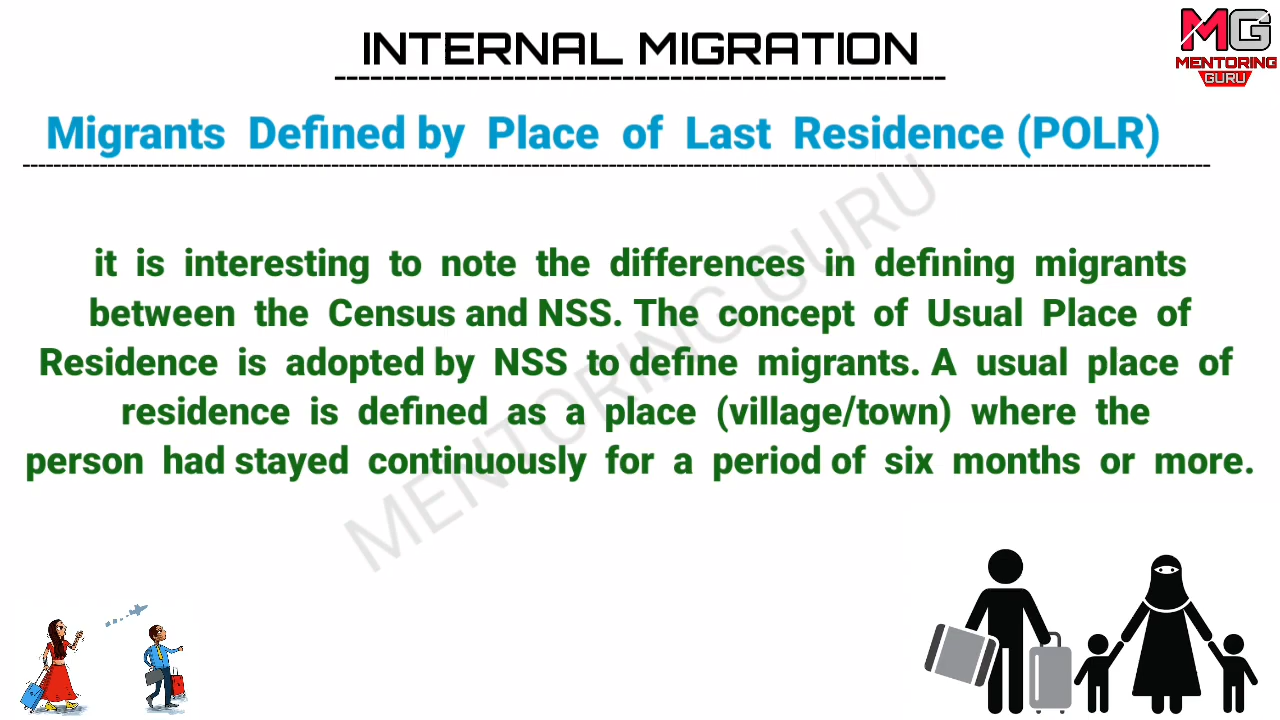 INTERNAL MIGRATION
MG
MENTORING
GURU
Migrants Defined by Place of Last Residence (POLR)
it is interesting to note the differences in defining migrants
between the Census and NSS. The concept of Usual Place of
Residence is adopted by NSS to define migrants. A usual place of
residence is defined as a place (village/town) where the
person had stayed continuously for a period of six months or more.
MENTORING GURU